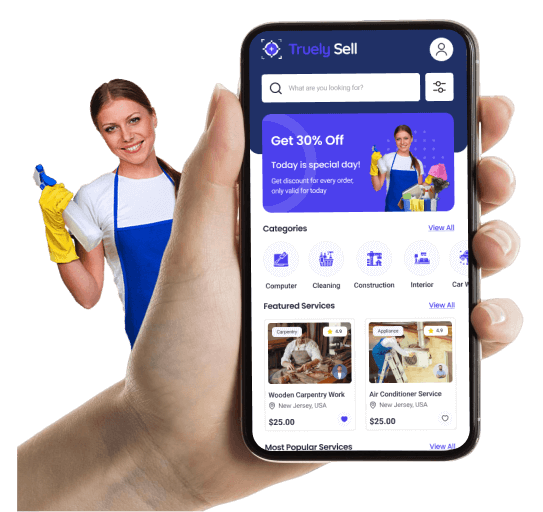 Truely Sell
What are you looking for?
Get 30% Off
Today is special day!
Get discount for every order,
only valid for today
Categories
View All
Computer
Cleaning
Construction
Interior
Car W
Featured Services
View All
Carpentry
4.9
Appliance
4.9
Wooden Carpentry Work
Air Conditioner Service
New Jersey, USA
New Jersey, USA
$25.00
$25.00
Most Popular Services
View All